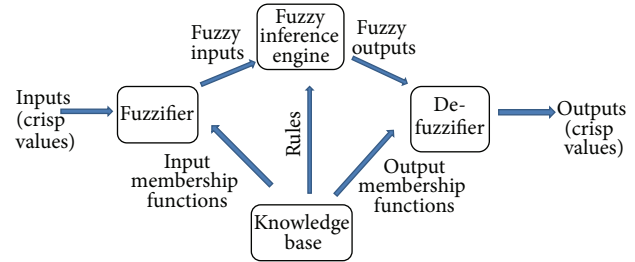 Inputs
(crisp
values)
Fuzzifier
Fuzzy
inputs
Fuzzy
inference
engine
Fuzzy
outputs
De-
fuzzifier
Outputs
(crisp
values)
Input
membership
functions
Rules
Output
membership
functions
Knowledge
base